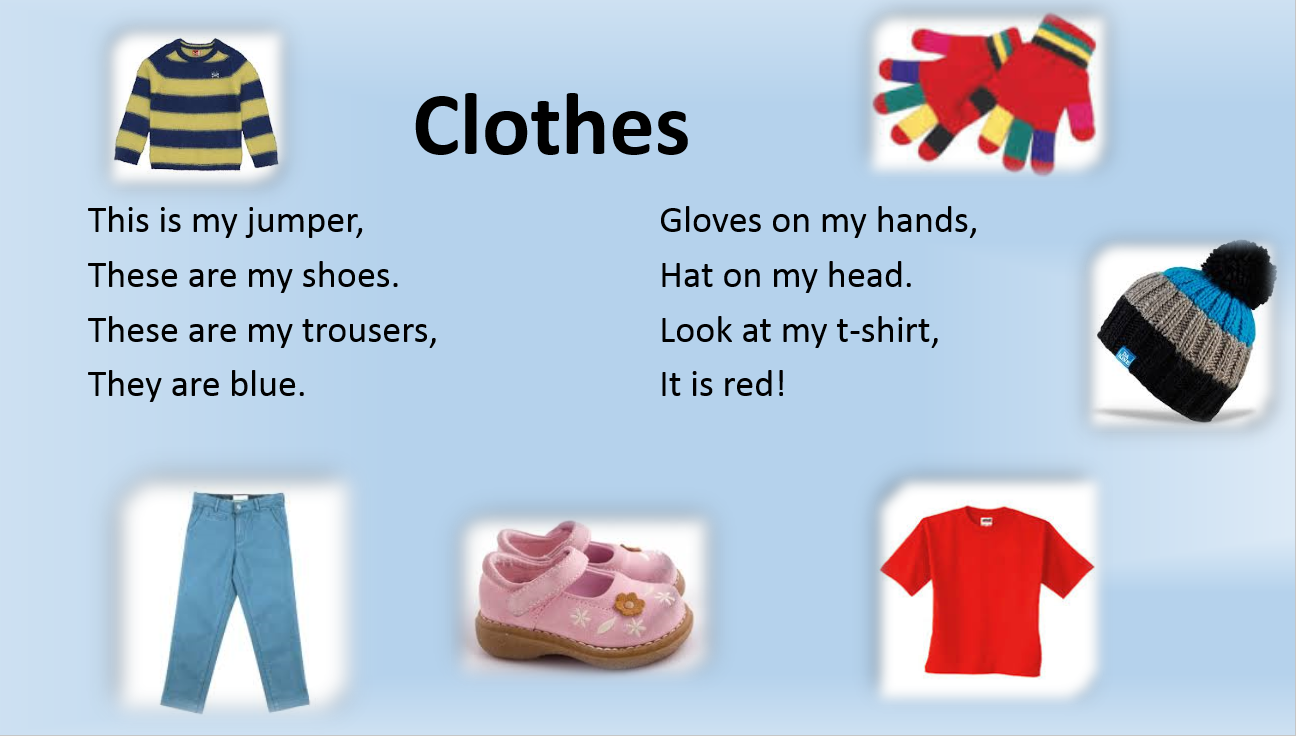 Clothes
This is my jumper,
These are my shoes.
These are my trousers,
They are blue.
Gloves on my hands,
Hat on my head.
Look at my t-shirt,
It is red!